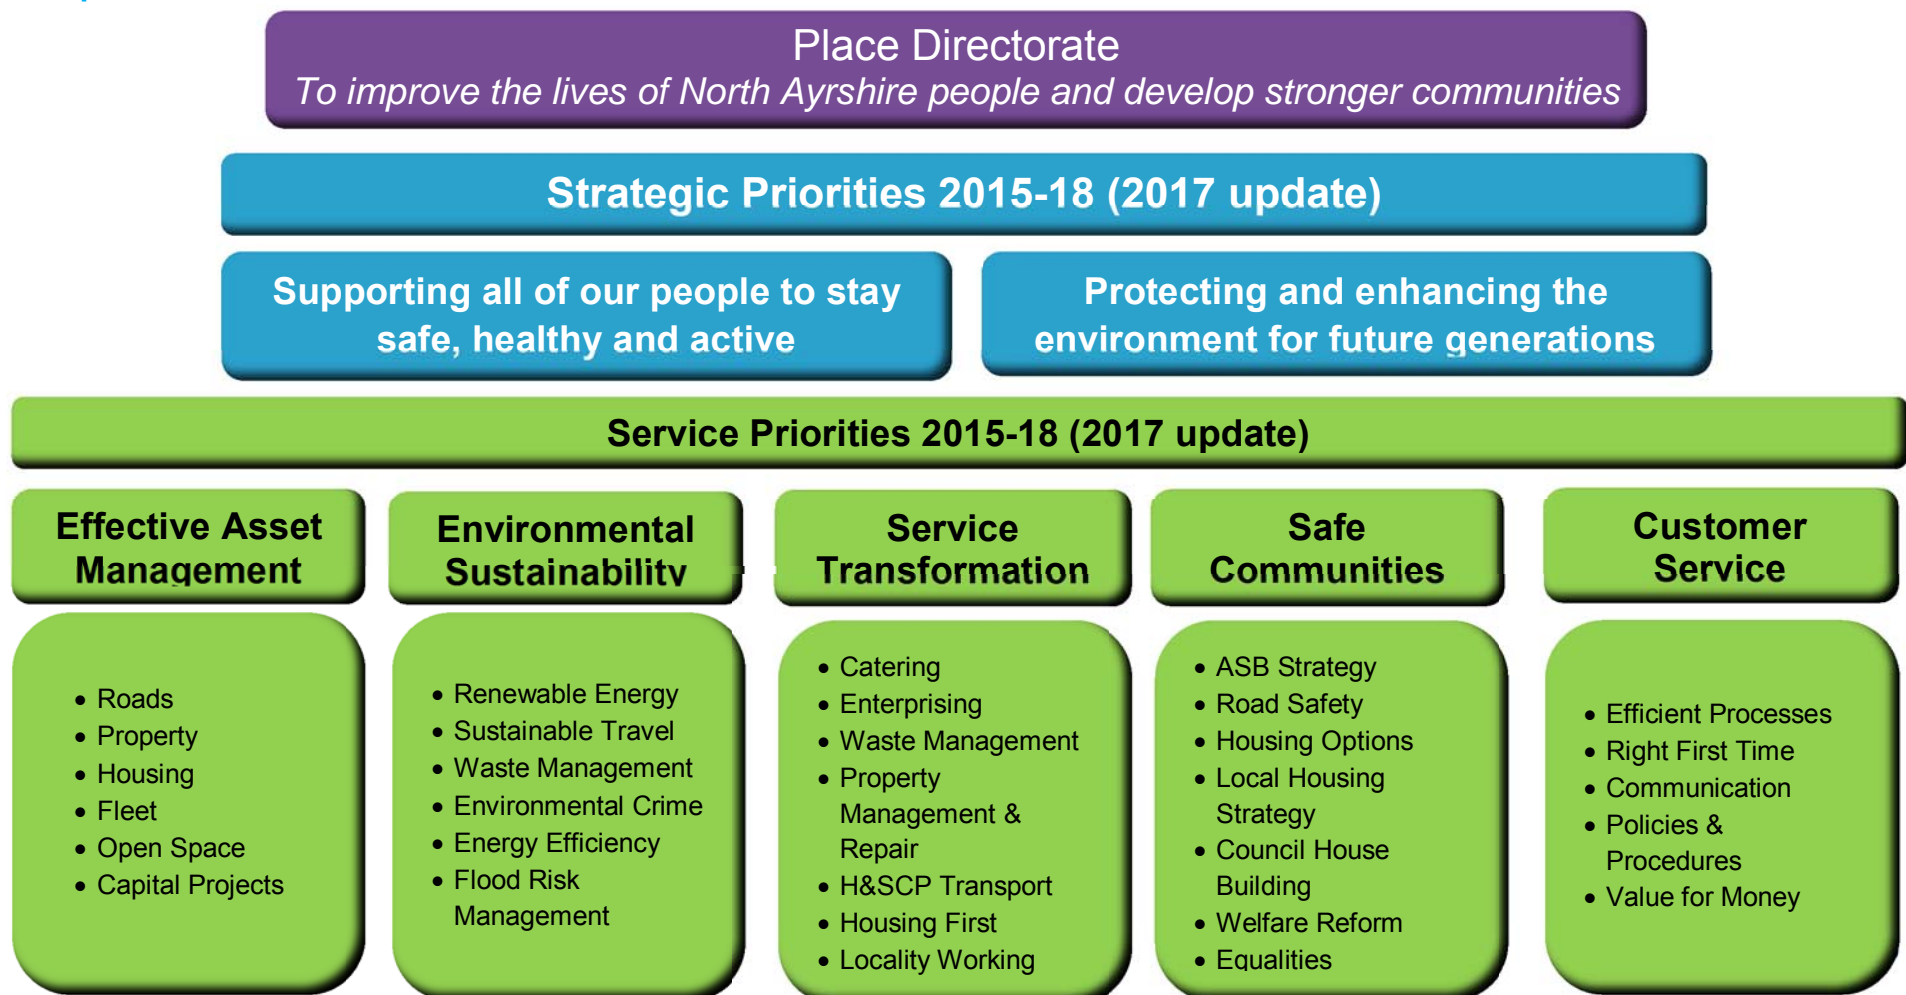 Place Directorate
To improve the lives of North Ayrshire people and develop stronger communities
Strategic Priorities 2015-18 (2017 update)
Supporting all of our people to stay
safe, healthy and active
Protecting and enhancing the
environment for future generations
Service Priorities 2015-18 (2017 update)
Effective Asset
Management
• Roads
• Property
• Housing
• Fleet
• Open Space
• Capital Projects
Environmental
Sustainability
• Renewable Energy
• Sustainable Travel
• Waste Management
• Environmental Crime
• Energy Efficiency
• Flood Risk
Management
Service
Transformation
• Catering
• Enterprising
• Waste Management
• Property
Management &
Repair
• H&SCP Transport
• Housing First
• Locality Working
Safe
Communities
• ASB Strategy
• Road Safety
• Housing Options
• Local Housing
Strategy
• Council House
Building
• Welfare Reform
• Equalities
Customer
Service
• Efficient Processes
• Right First Time
• Communication
• Policies &
Procedures
• Value for Money